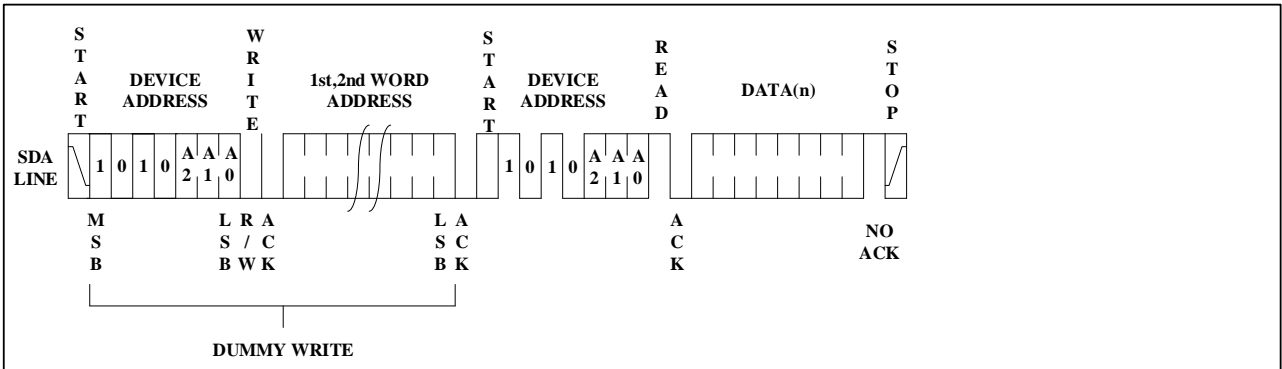 START
WRITE
START
READ
STOP
DEVICE
ADDRESS
1st,2nd WORD
ADDRESS
DEVICE
ADDRESS
DATA(n)
SDA
LINE
1 0 1 0 A2 A1 A0
1 0 1 0 A2 A1 A0
MSB
LSB
R/W
ACK
LSB
ACK
ACK
NO
ACK
DUMMY WRITE